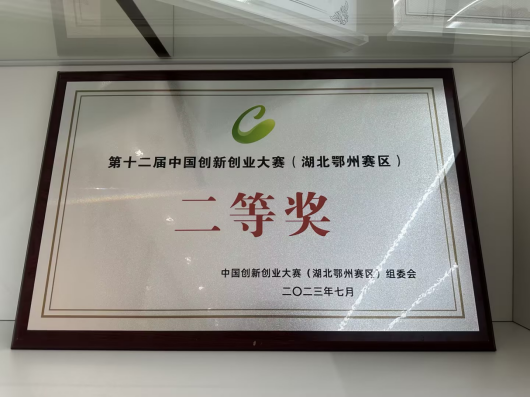 第十二届中国创新创业大赛（湖北鄂州赛区）
二等奖
中国创新创业大赛（湖北鄂州赛区）组委会
二〇二三年七月